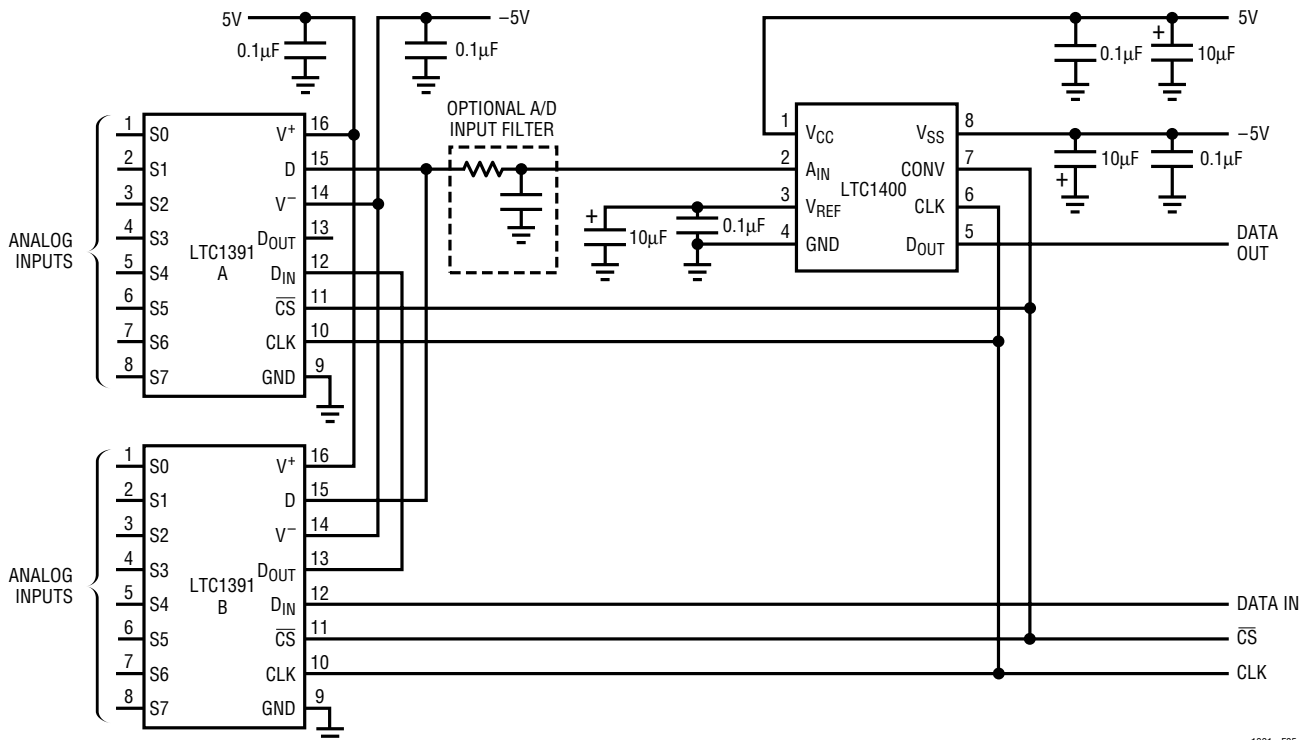 5V
–5V
5V
0.1µF
0.1µF
0.1µF
+
10µF
OPTIONAL A/D
INPUT FILTER
ANALOG
INPUTS
1 S0 V+ 16
2 S1 D 15
3 S2 V– 14
4 S3 DOUT 13
5 S4 DIN 12
6 S5 CS 11
7 S6 CLK 10
8 S7 GND 9
LTC1391
A
1 VCC VSS 8
2 AIN CONV 7
3 VREF CLK 6
4 GND DOUT 5
LTC1400
–5V
10µF
+
0.1µF
+
10µF
0.1µF
DATA
OUT
ANALOG
INPUTS
1 S0 V+ 16
2 S1 D 15
3 S2 V– 14
4 S3 DOUT 13
5 S4 DIN 12
6 S5 CS 11
7 S6 CLK 10
8 S7 GND 9
LTC1391
B
DATA IN
CS
CLK